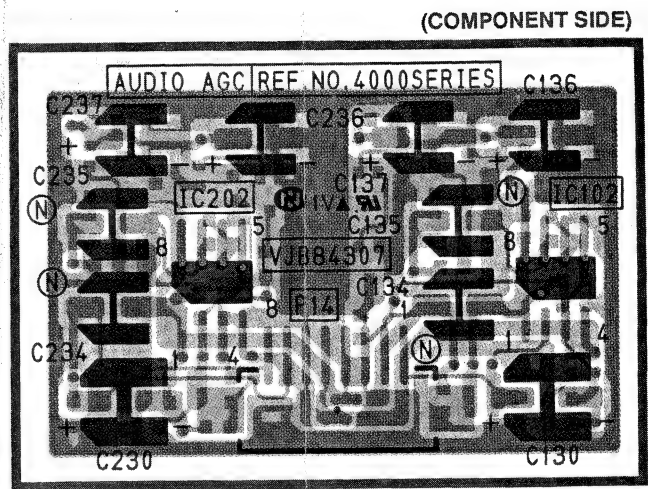 (COMPONENT SIDE)
AUDIO AGC REF.NO.4000SERIES
C237 C236 C136
+ + - + -
C235 IC202 C137 N IC102
N 1V▲ C135
5 5
8 VJB84307 8
N C134
8 P14 1
C234 1 4 N 1 4
+ - + -
C230 C130